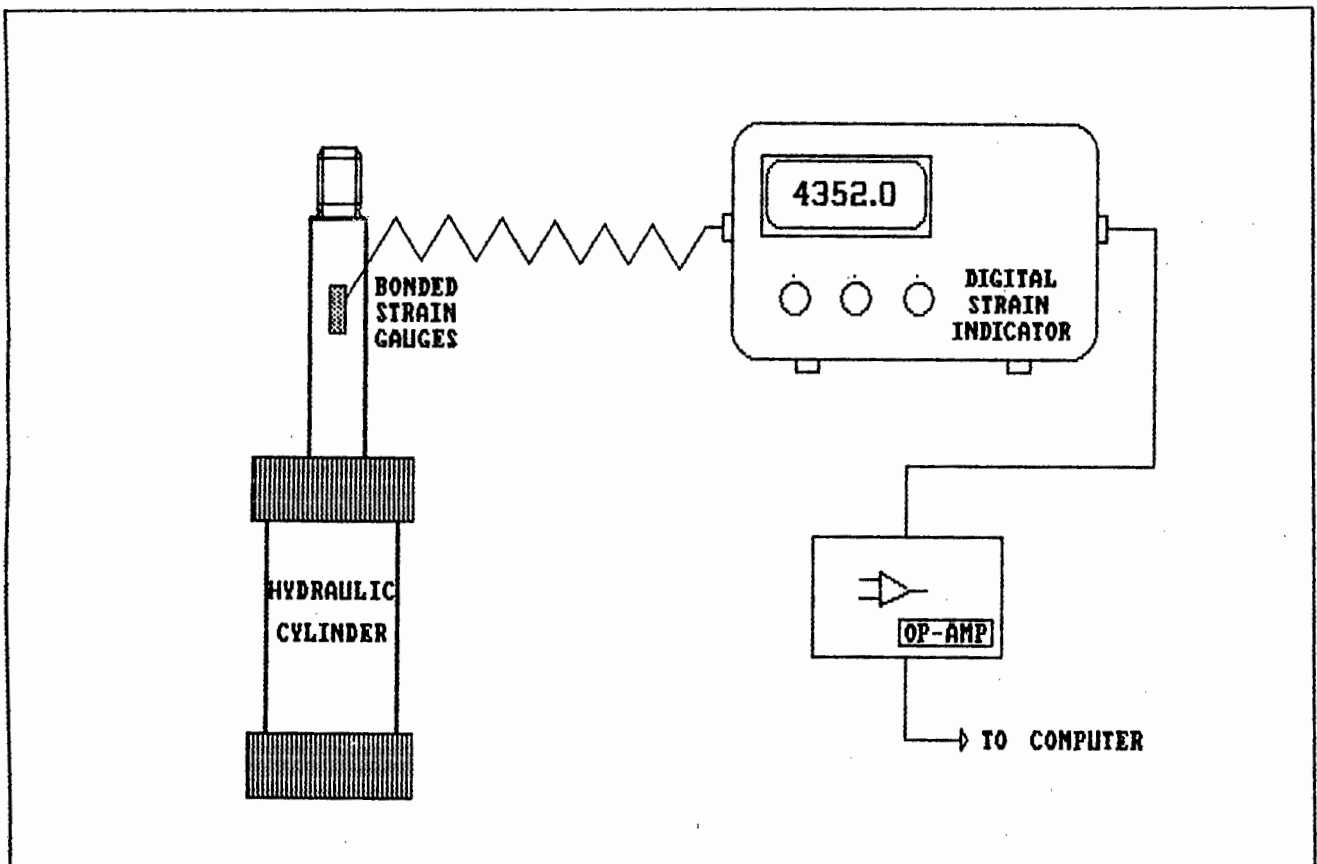 4352.0
BONDED
STRAIN
GAUGES
DIGITAL
STRAIN
INDICATOR
HYDRAULIC
CYLINDER
OP-AMP
TO COMPUTER